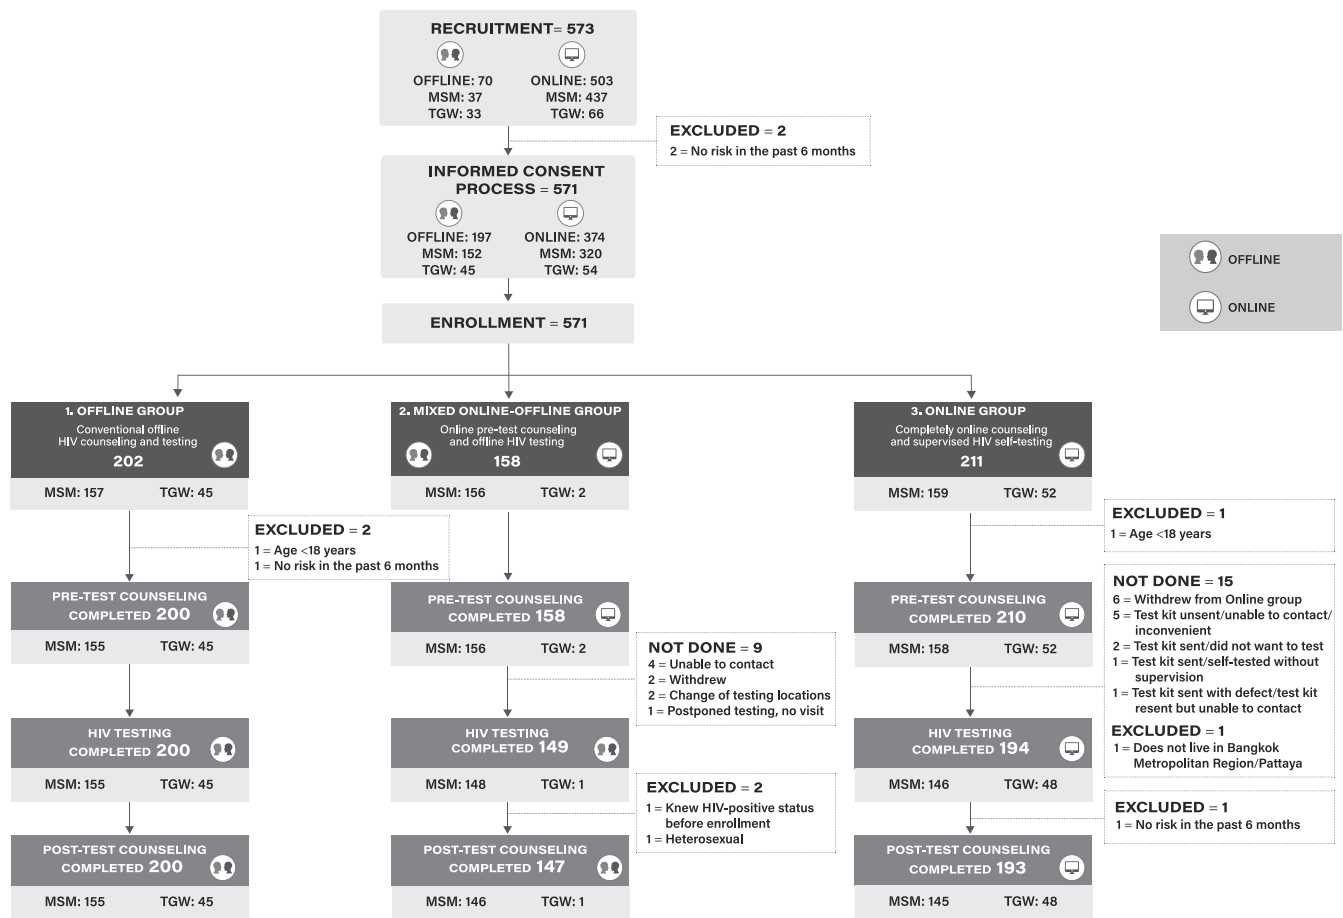 RECRUITMENT= 573
OFFLINE: 70
MSM: 37
TGW: 33
ONLINE: 503
MSM: 437
TGW: 66
EXCLUDED = 2
2 = No risk in the past 6 months
INFORMED CONSENT
PROCESS = 571
OFFLINE: 197
MSM: 152
TGW: 45
ONLINE: 374
MSM: 320
TGW: 54
OFFLINE
ONLINE
ENROLLMENT = 571
1. OFFLINE GROUP
Conventional offline
HIV counseling and testing
202
MSM: 157 TGW: 45
EXCLUDED = 2
1 = Age <18 years
1 = No risk in the past 6 months
PRE-TEST COUNSELING
COMPLETED 200
MSM: 155 TGW: 45
HIV TESTING
COMPLETED 200
MSM: 155 TGW: 45
POST-TEST COUNSELING
COMPLETED 200
MSM: 155 TGW: 45
2. MIXED ONLINE-OFFLINE GROUP
Online pre-test counseling
and offline HIV testing
158
MSM: 156 TGW: 2
PRE-TEST COUNSELING
COMPLETED 158
MSM: 156 TGW: 2
NOT DONE = 9
4 = Unable to contact
2 = Withdrew
2 = Change of testing locations
1 = Postponed testing, no visit
HIV TESTING
COMPLETED 149
MSM: 148 TGW: 1
EXCLUDED = 2
1 = Knew HIV-positive status
before enrollment
1 = Heterosexual
POST-TEST COUNSELING
COMPLETED 147
MSM: 146 TGW: 1
3. ONLINE GROUP
Completely online counseling
and supervised HIV self-testing
211
MSM: 159 TGW: 52
EXCLUDED = 1
1 = Age <18 years
PRE-TEST COUNSELING
COMPLETED 210
MSM: 158 TGW: 52
NOT DONE = 15
6 = Withdrew from Online group
5 = Test kit unsent/unable to contact/
inconvenient
2 = Test kit sent/did not want to test
1 = Test kit sent/self-tested without
supervision
1 = Test kit sent with defect/test kit
resent but unable to contact
EXCLUDED = 1
1 = Does not live in Bangkok
Metropolitan Region/Pattaya
HIV TESTING
COMPLETED 194
MSM: 146 TGW: 48
EXCLUDED = 1
1 = No risk in the past 6 months
POST-TEST COUNSELING
COMPLETED 193
MSM: 145 TGW: 48